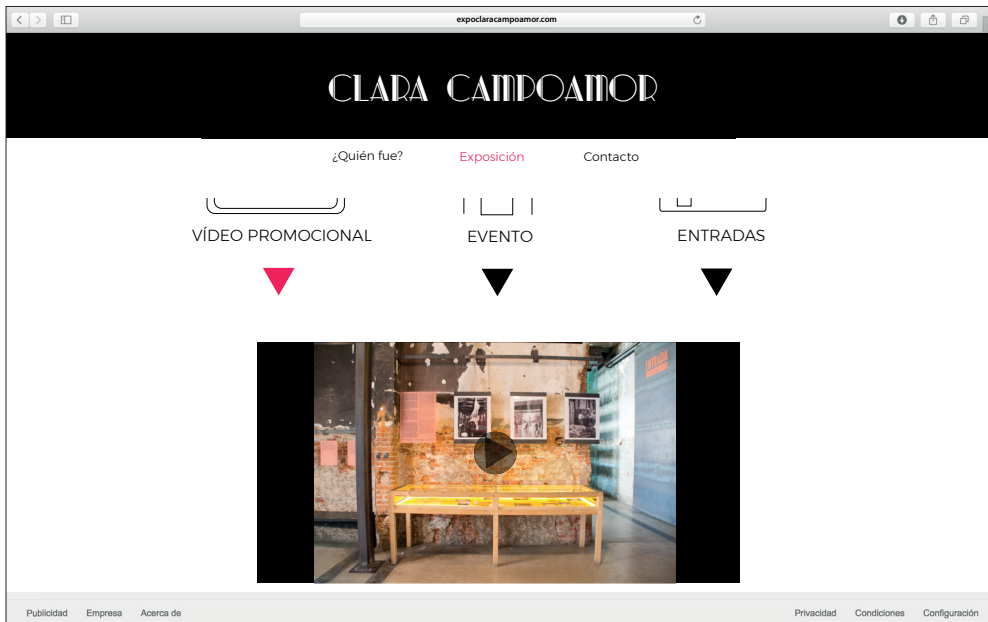 expoclaracampoamor.com
CLARA CAMPOAMOR
¿Quién fue? Exposición Contacto
VÍDEO PROMOCIONAL EVENTO ENTRADAS
ENTRADA
Publicidad Empresa Acerca de Privacidad Condiciones Configuración